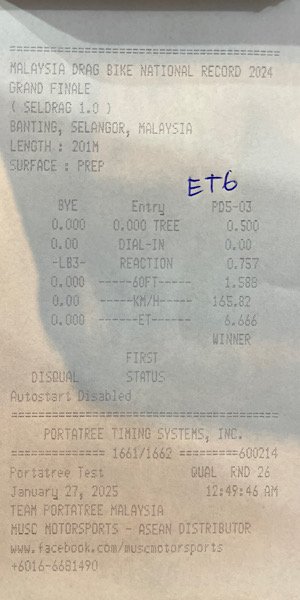 ========================================
MALAYSIA DRAG BIKE NATIONAL RECORD 2024
GRAND FINALE
( SELDRAG 1.0 )
BANTING, SELANGOR, MALAYSIA
LENGTH : 201M
SURFACE : PREP
ET6
BYE Entry PD5-03
0.000 0.000 TREE 0.500
0.00 DIAL-IN 0.00
-LB3- REACTION 0.757
0.000 ------60FT----- 1.588
0.00 -----KM/H----- 165.82
0.000 ------ET----- 6.666
WINNER
FIRST
DISQUAL STATUS
Autostart Disabled
========================================
PORTATREE TIMING SYSTEMS, INC.
============== 1661/1662 =========600214
Portatree Test QUAL RND 26
January 27, 2025 12:49:46 AM
TEAM PORTATREE MALAYSIA
MUSC MOTORSPORTS - ASEAN DISTRIBUTOR
www.facebook.com/muscmotorsports
+6016-6681490